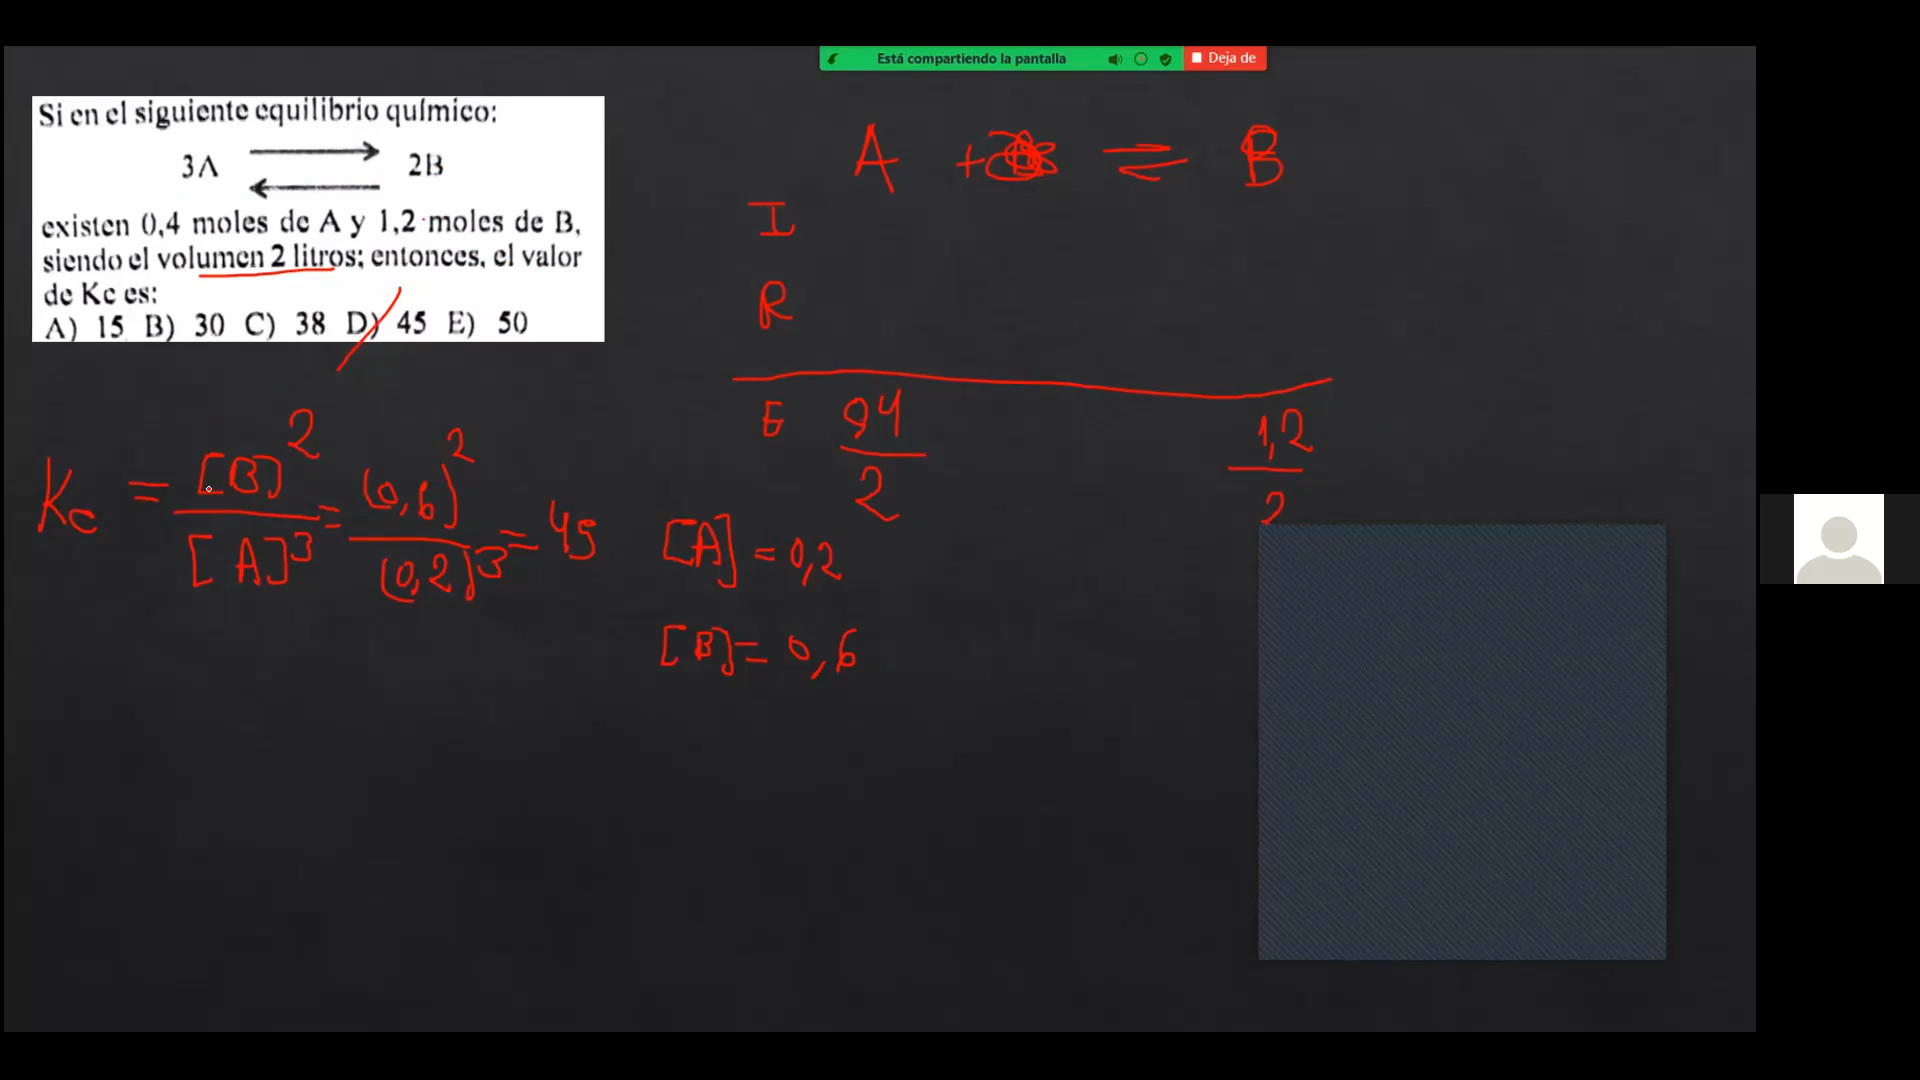 Está compartiendo la pantalla
Deja de
Si en el siguiente equilibrio químico:
3A ⇄ 2B
existen 0,4 moles de A y 1,2 moles de B,
siendo el volumen 2 litros; entonces, el valor
de Kc es:
A) 15 B) 30 C) 38 D) 45 E) 50
A + ⇌ B
I
R
E 0,4/2 1,2/2
Kc = [B]^2/[A]^3 = (0,6)^2/(0,2)^3 = 45
[A] = 0,2
[B] = 0,6